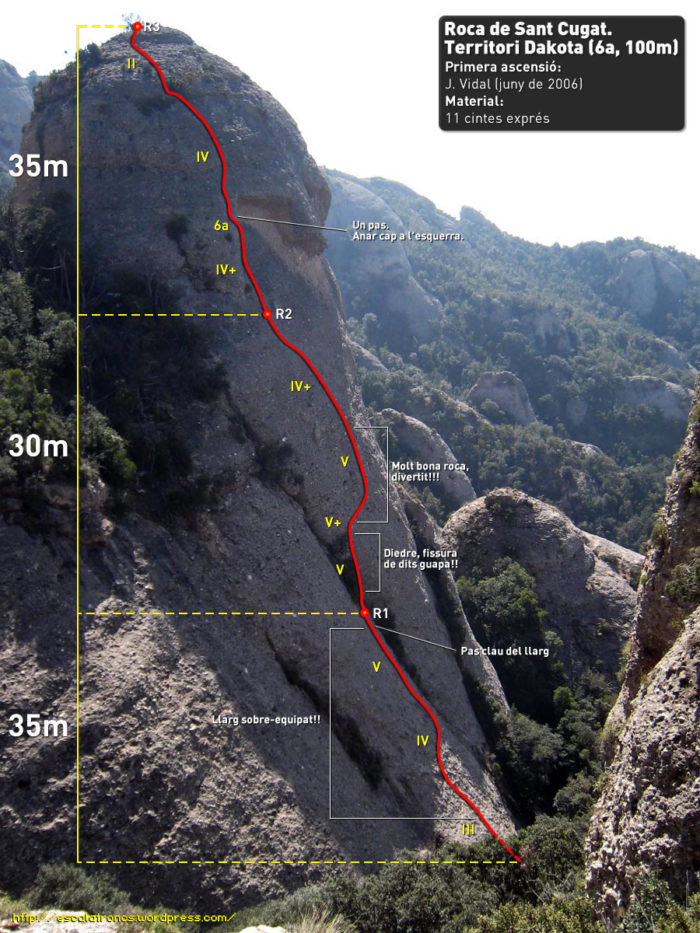 Roca de Sant Cugat.
Territori Dakota (6a, 100m)
Primera ascensió:
J. Vidal (juny de 2006)
Material:
11 cintes exprés
R3
II
35m
IV
6a
Un pas.
Anar cap a l'esquerra.
IV+
R2
IV+
30m
V
Molt bona roca,
divertit!!!
V+
Diedre, fissura
de dits guapa!!
V
R1
Pas clau del llarg
V
Llarg sobre-equipat!!
35m
IV
III
http://escalatroncs.wordpress.com/